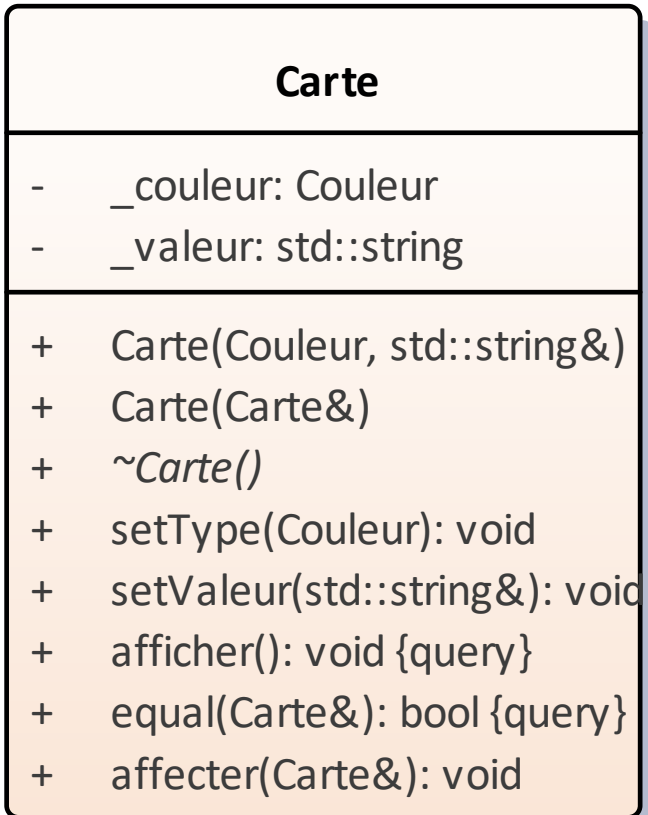 Carte
- _couleur: Couleur
- _valeur: std::string
+ Carte(Couleur, std::string&)
+ Carte(Carte&)
+ ~Carte()
+ setType(Couleur): void
+ setValeur(std::string&): void
+ afficher(): void {query}
+ equal(Carte&): bool {query}
+ affecter(Carte&): void